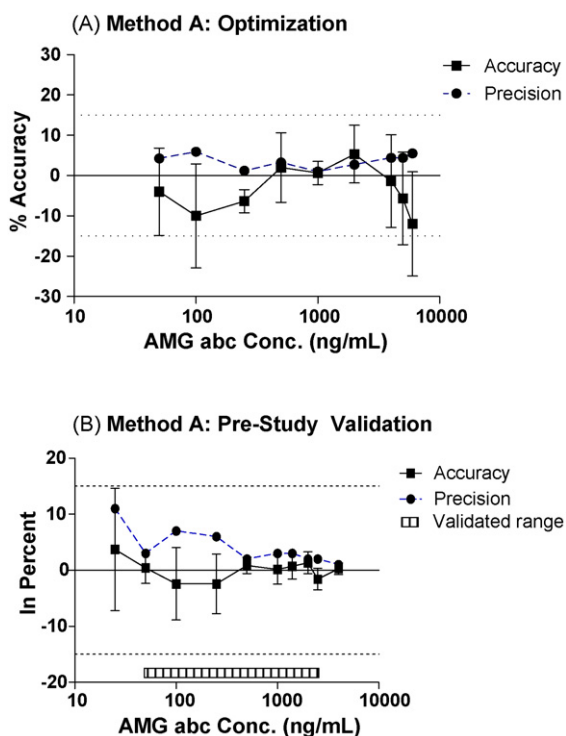 (A) Method A: Optimization
30
20
10
0
-10
-20
-30
% Accuracy
10
100
1000
10000
AMG abc Conc. (ng/mL)
Accuracy
Precision
(B) Method A: Pre-Study Validation
20
10
0
-10
-20
In Percent
10
100
1000
10000
AMG abc Conc. (ng/mL)
Accuracy
Precision
Validated range